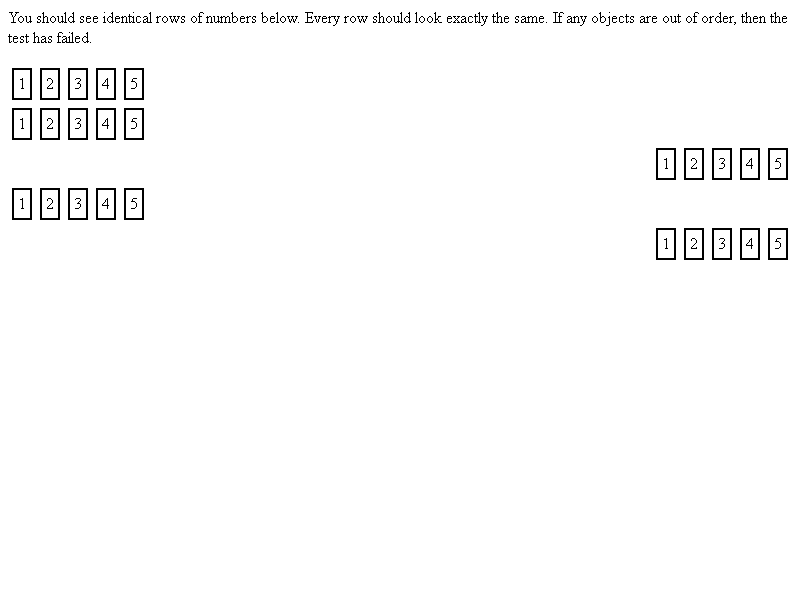 You should see identical rows of numbers below. Every row should look exactly the same. If any objects are out of order, then the
test has failed.
1 2 3 4 5
1 2 3 4 5
1 2 3 4 5
1 2 3 4 5
1 2 3 4 5